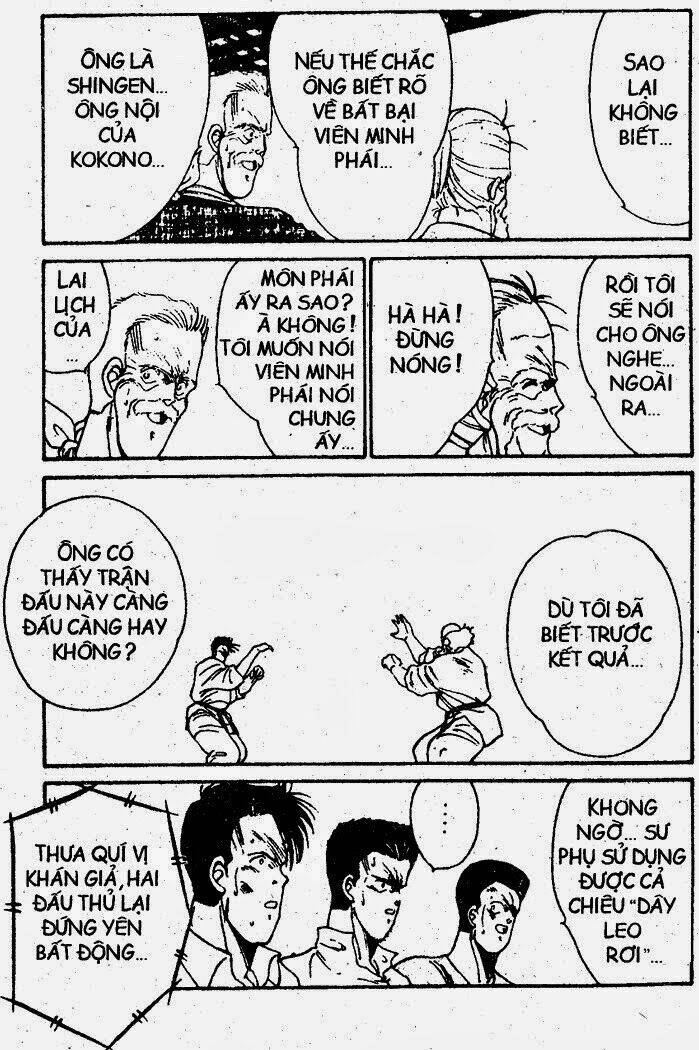 ÔNG LÀ
SHINGEN...
ÔNG NỘI
CỦA
KOKONO...
NẾU THẾ CHẮC
ÔNG BIẾT RÕ
VỀ BẤT BẠI
VIÊN MINH
PHÁI...
SAO
LẠI
KHÔNG
BIẾT...
LAI
LỊCH
CỦA
...
MÔN PHÁI
ẤY RA SAO?
À KHÔNG!
TÔI MUỐN NÓI
VIÊN MINH
PHÁI NÓI
CHUNG
ẤY...
HÀ HÀ!
ĐỪNG
NÓNG!
RỒI TÔI
SẼ NÓI
CHO ÔNG
NGHE...
NGOÀI
RA...
ÔNG CÓ
THẤY TRẬN
ĐẤU NÀY CÀNG
ĐẤU CÀNG HAY
KHÔNG?
DÙ TÔI ĐÃ
BIẾT TRƯỚC
KẾT QUẢ...
THƯA QUÍ VỊ
KHÁN GIẢ, HAI
ĐẤU THỦ LẠI
ĐỨNG YÊN
BẤT ĐỘNG...
....
KHÔNG
NGỜ... SƯ
PHỤ SỬ DỤNG
ĐƯỢC CẢ
CHIÊU "DÂY
LEO
RƠI"...